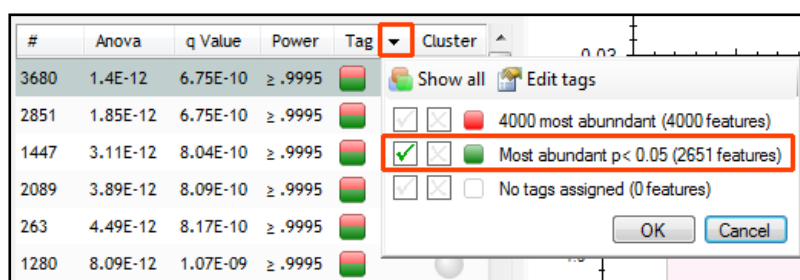 # Anova q Value Power Tag Cluster
0.03
3680 1.4E-12 6.75E-10 ≥ .9995
Show all Edit tags
2851 1.85E-12 6.75E-10 ≥ .9995
4000 most abunndant (4000 features)
1447 3.11E-12 8.04E-10 ≥ .9995
Most abundant p< 0.05 (2651 features)
2089 3.89E-12 8.09E-10 ≥ .9995
No tags assigned (0 features)
263 4.49E-12 8.17E-10 ≥ .9995
OK Cancel
1280 8.09E-12 1.07E-09 ≥ .9995